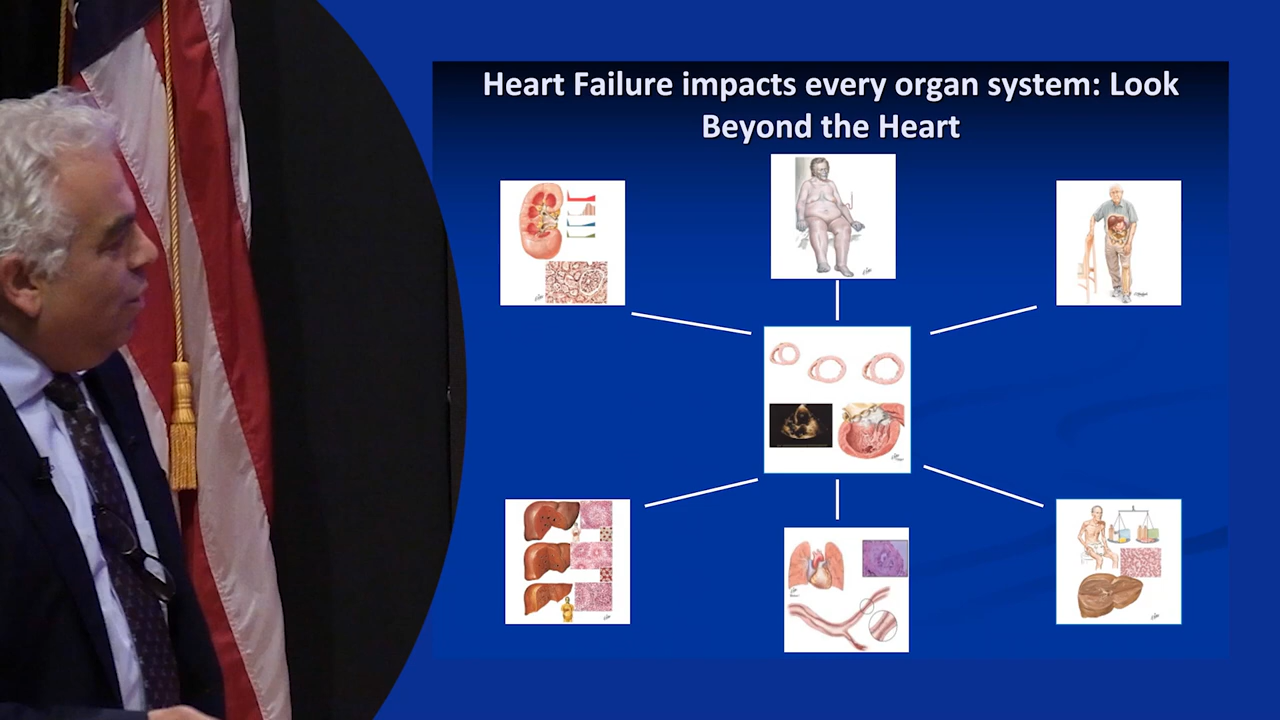 Heart Failure impacts every organ system: Look
Beyond the Heart